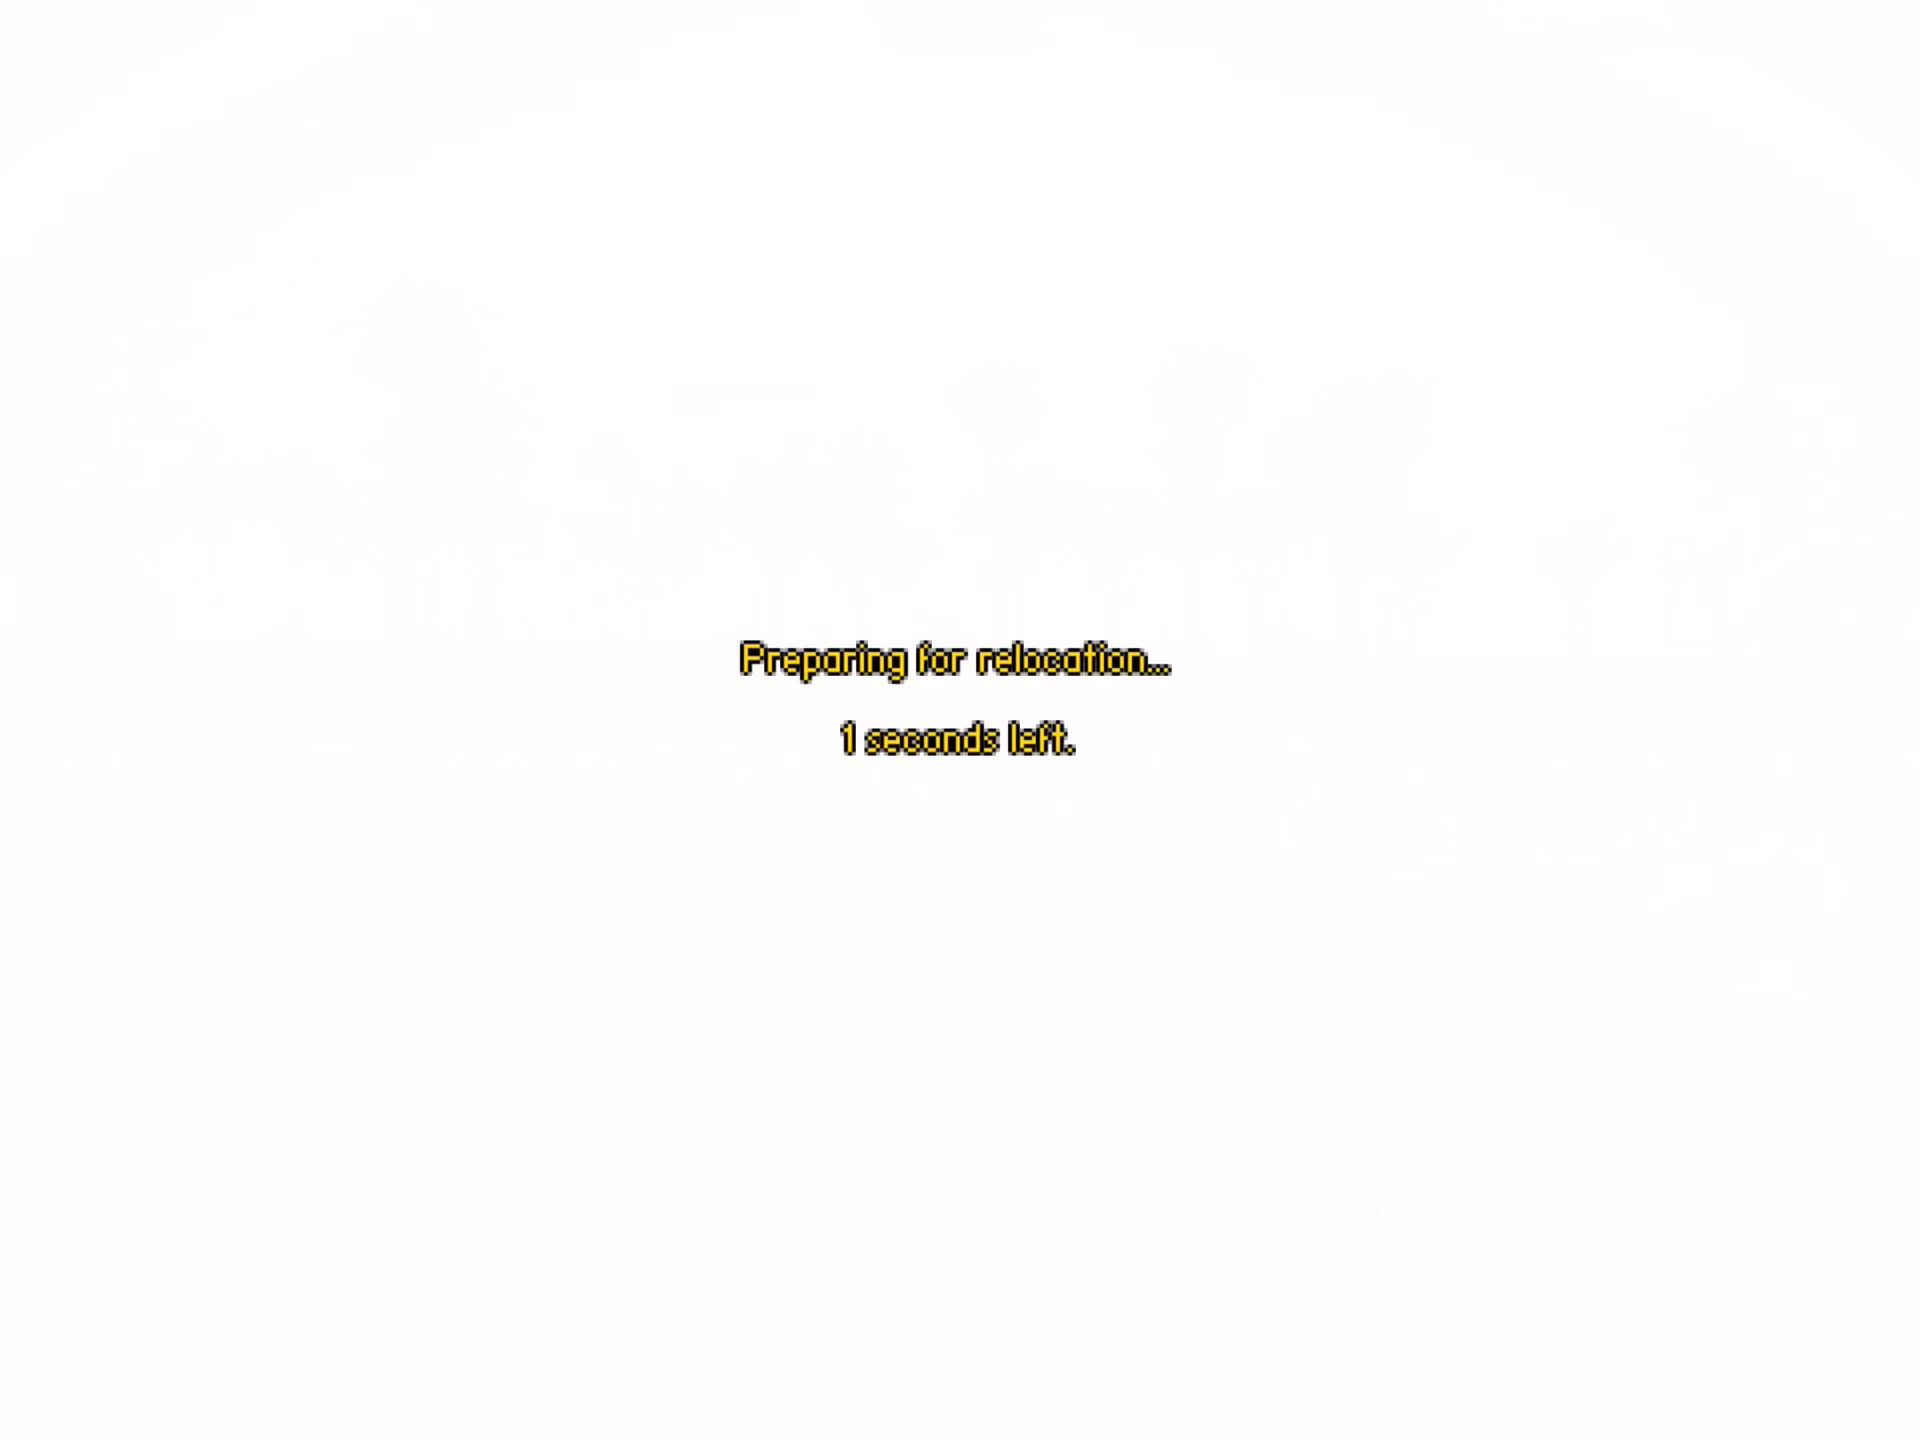 Preparing for relocation...
1 seconds left.